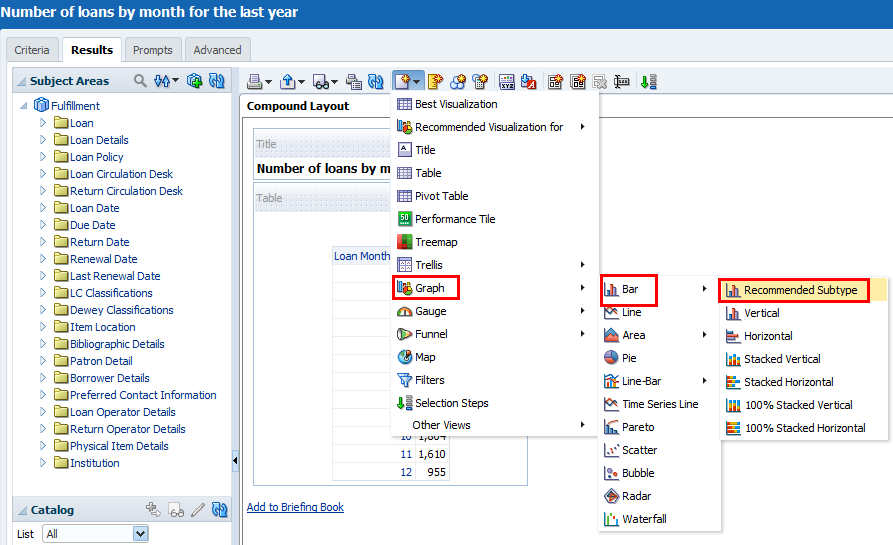 Number of loans by month for the last year
Criteria
Results
Prompts
Advanced
Subject Areas
Fulfillment
Loan
Loan Details
Loan Policy
Loan Circulation Desk
Return Circulation Desk
Loan Date
Due Date
Return Date
Renewal Date
Last Renewal Date
LC Classifications
Dewey Classifications
Item Location
Bibliographic Details
Patron Detail
Borrower Details
Preferred Contact Information
Loan Operator Details
Return Operator Details
Physical Item Details
Institution
Catalog
List All
Compound Layout
Title
Number of loans by m
Table
Loan Month
10 1,804
11 1,610
12 955
Add to Briefing Book
Best Visualization
Recommended Visualization for
Title
Table
Pivot Table
Performance Tile
Treemap
Trellis
Graph
Gauge
Funnel
Map
Filters
Selection Steps
Other Views
Bar
Line
Area
Pie
Line-Bar
Time Series Line
Pareto
Scatter
Bubble
Radar
Waterfall
Recommended Subtype
Vertical
Horizontal
Stacked Vertical
Stacked Horizontal
100% Stacked Vertical
100% Stacked Horizontal